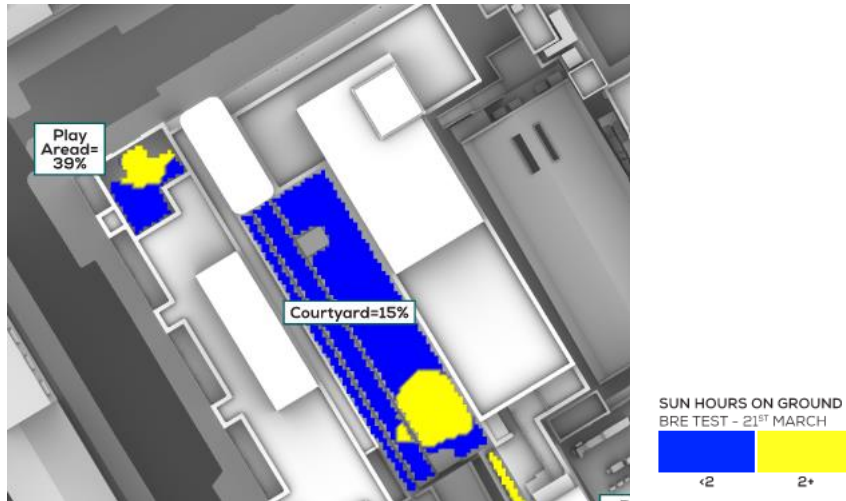 Play
Aread=
39%
Courtyard=15%
SUN HOURS ON GROUND
BRE TEST - 21ST MARCH
<2
2+